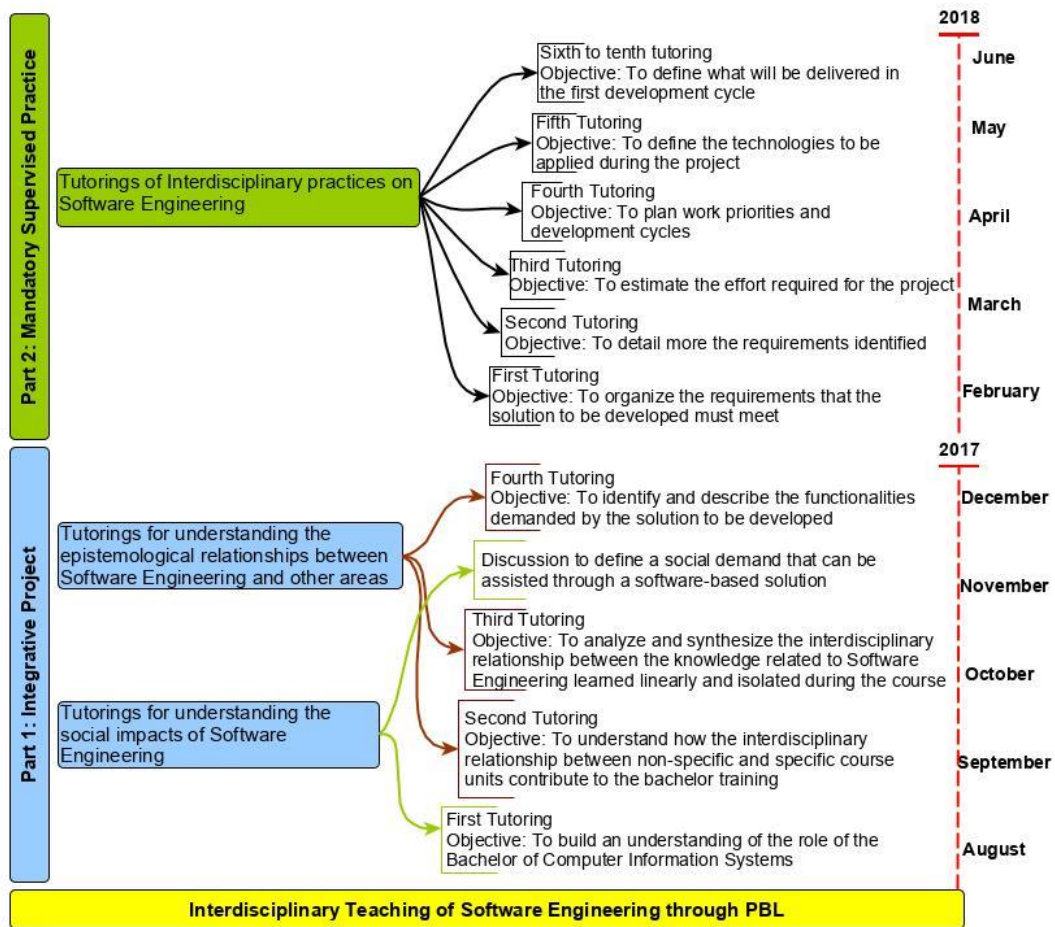 2018
June
May
April
March
February
2017
December
November
October
September
August
Part 2: Mandatory Supervised Practice
Tutorings of Interdisciplinary practices on
Software Engineering
Sixth to tenth tutoring
Objective: To define what will be delivered in
the first development cycle
Fifth Tutoring
Objective: To define the technologies to be
applied during the project
Fourth Tutoring
Objective: To plan work priorities and
development cycles
Third Tutoring
Objective: To estimate the effort required for the project
Second Tutoring
Objective: To detail more the requirements identified
First Tutoring
Objective: To organize the requirements that the
solution to be developed must meet
Part 1: Integrative Project
Tutorings for understanding the
epistemological relationships between
Software Engineering and other areas
Tutorings for understanding the
social impacts of Software
Engineering
Fourth Tutoring
Objective: To identify and describe the functionalities
demanded by the solution to be developed
Discussion to define a social demand that can be
assisted through a software-based solution
Third Tutoring
Objective: To analyze and synthesize the interdisciplinary
relationship between the knowledge related to Software
Engineering learned linearly and isolated during the course
Second Tutoring
Objective: To understand how the interdisciplinary
relationship between non-specific and specific course
units contribute to the bachelor training
First Tutoring
Objective: To build an understanding of the role of the
Bachelor of Computer Information Systems
Interdisciplinary Teaching of Software Engineering through PBL